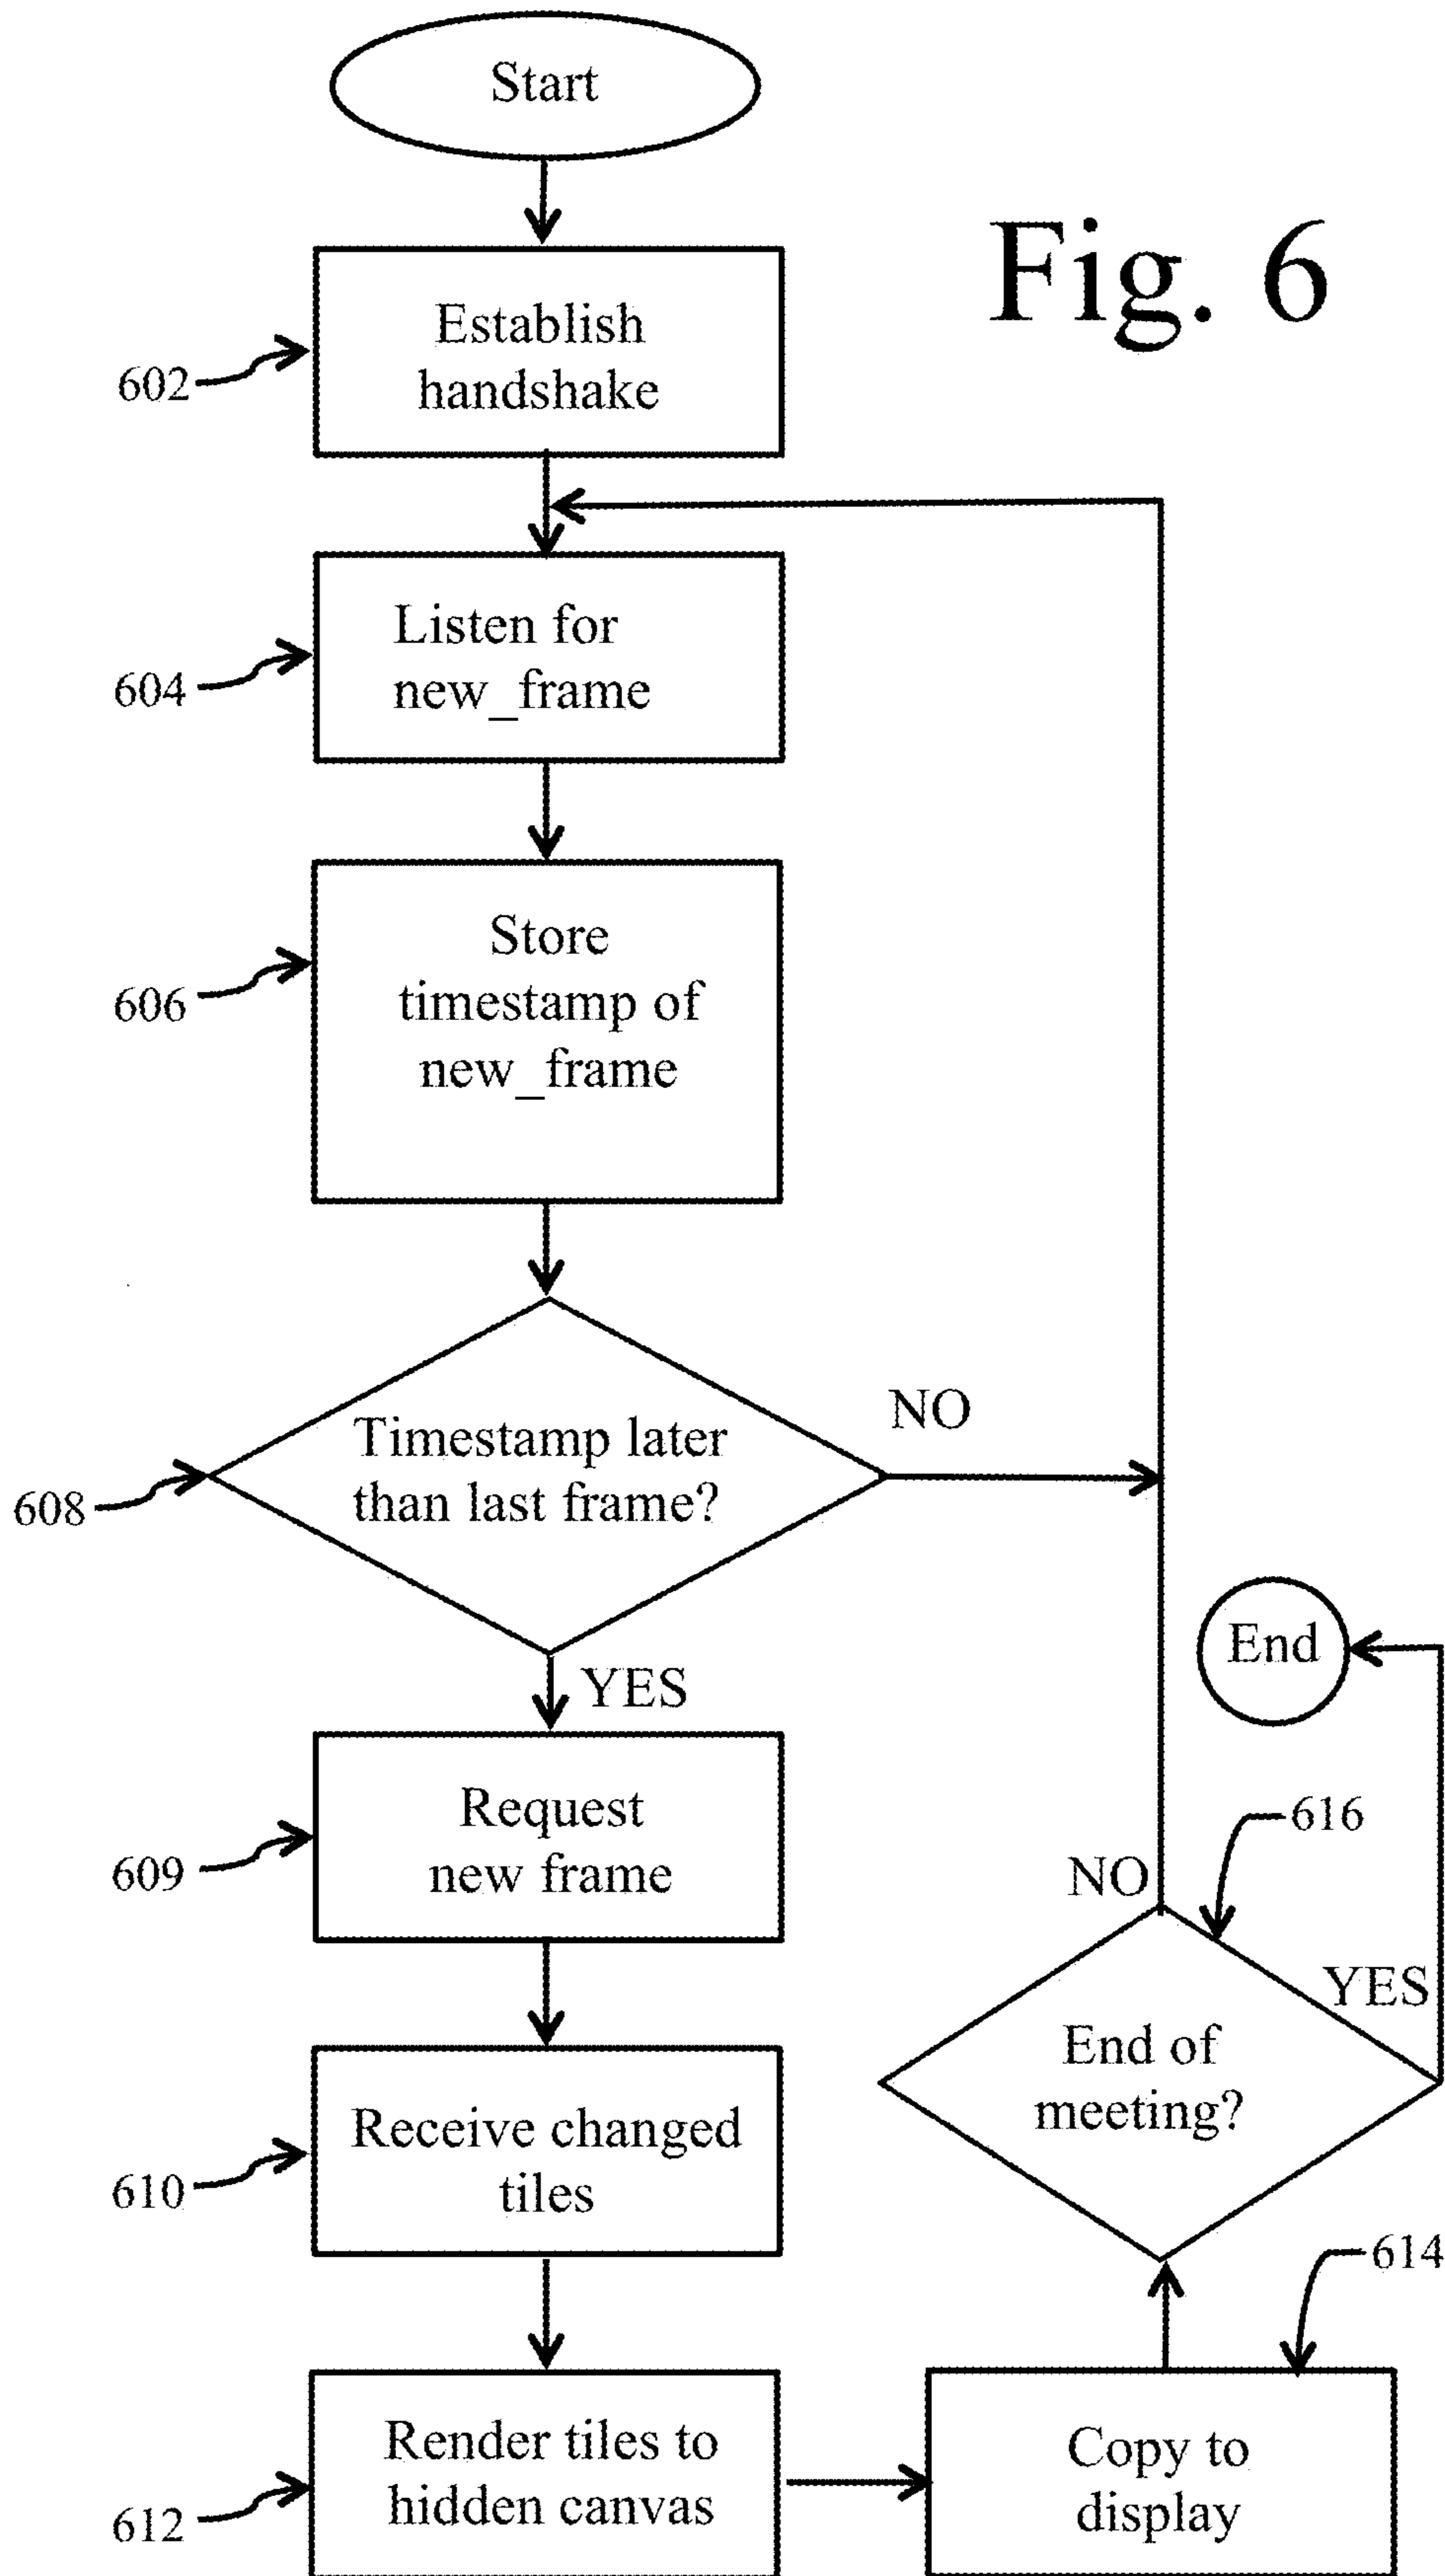 Start
Fig. 6
Establish
handshake
602
Listen for
new_frame
604
Store
timestamp of
new_frame
606
Timestamp later
than last frame?
608
NO
YES
Request
new frame
609
Receive changed
tiles
610
Render tiles to
hidden canvas
612
Copy to
display
614
End of
meeting?
616
NO
YES
End